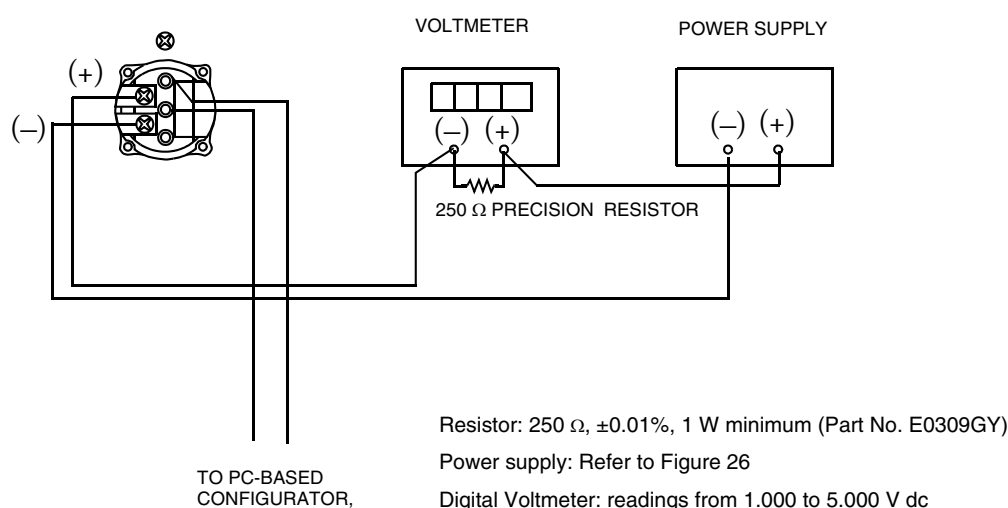 VOLTMETER
POWER SUPPLY
(+)
(–)
(–) (+)
(–) (+)
250 Ω PRECISION RESISTOR
Resistor: 250 Ω, ±0.01%, 1 W minimum (Part No. E0309GY)
Power supply: Refer to Figure 26
Digital Voltmeter: readings from 1.000 to 5.000 V dc
TO PC-BASED
CONFIGURATOR,